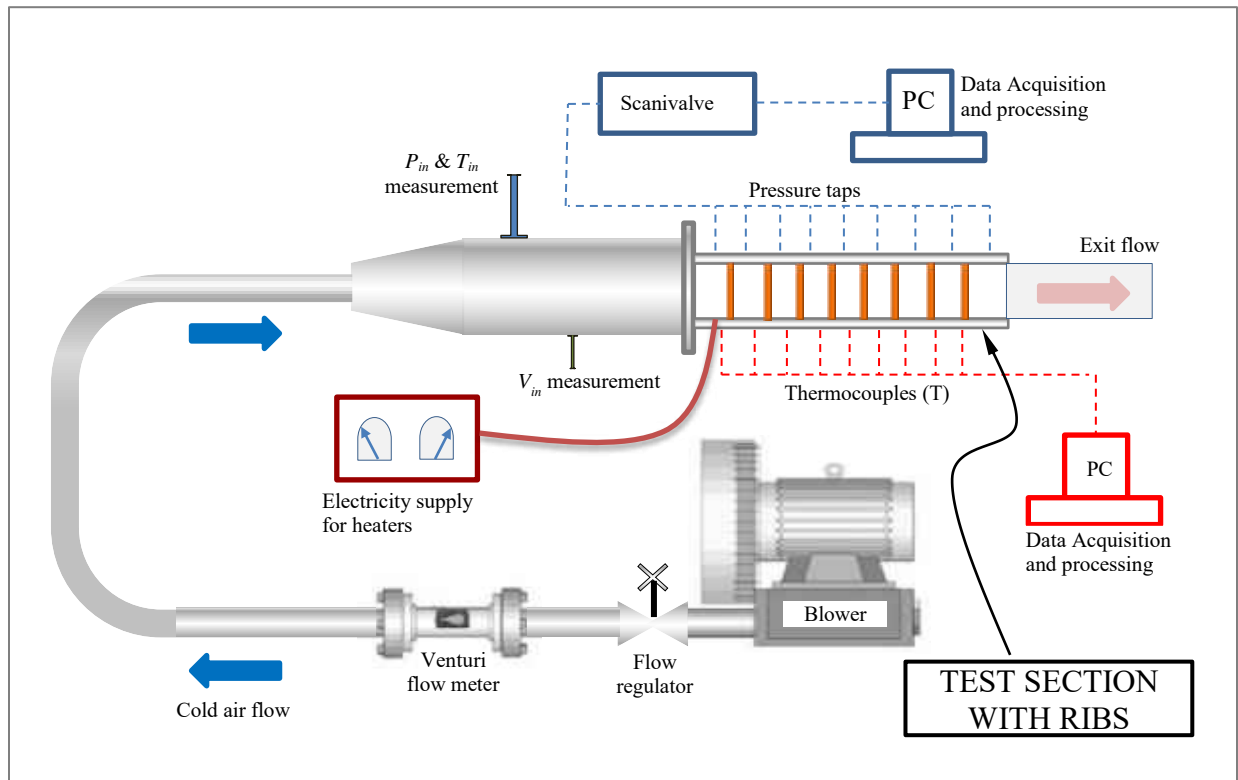 Scanivalve
PC
Data Acquisition
and processing
P_in & T_in
measurement
Pressure taps
Exit flow
V_in measurement
Thermocouples (T)
Electricity supply
for heaters
PC
Data Acquisition
and processing
Blower
Venturi
flow meter
Flow
regulator
Cold air flow
TEST SECTION
WITH RIBS